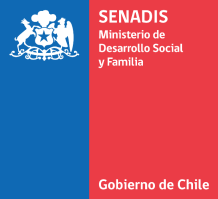 SENADIS
Ministerio de
Desarrollo Social
y Familia
Gobierno de Chile